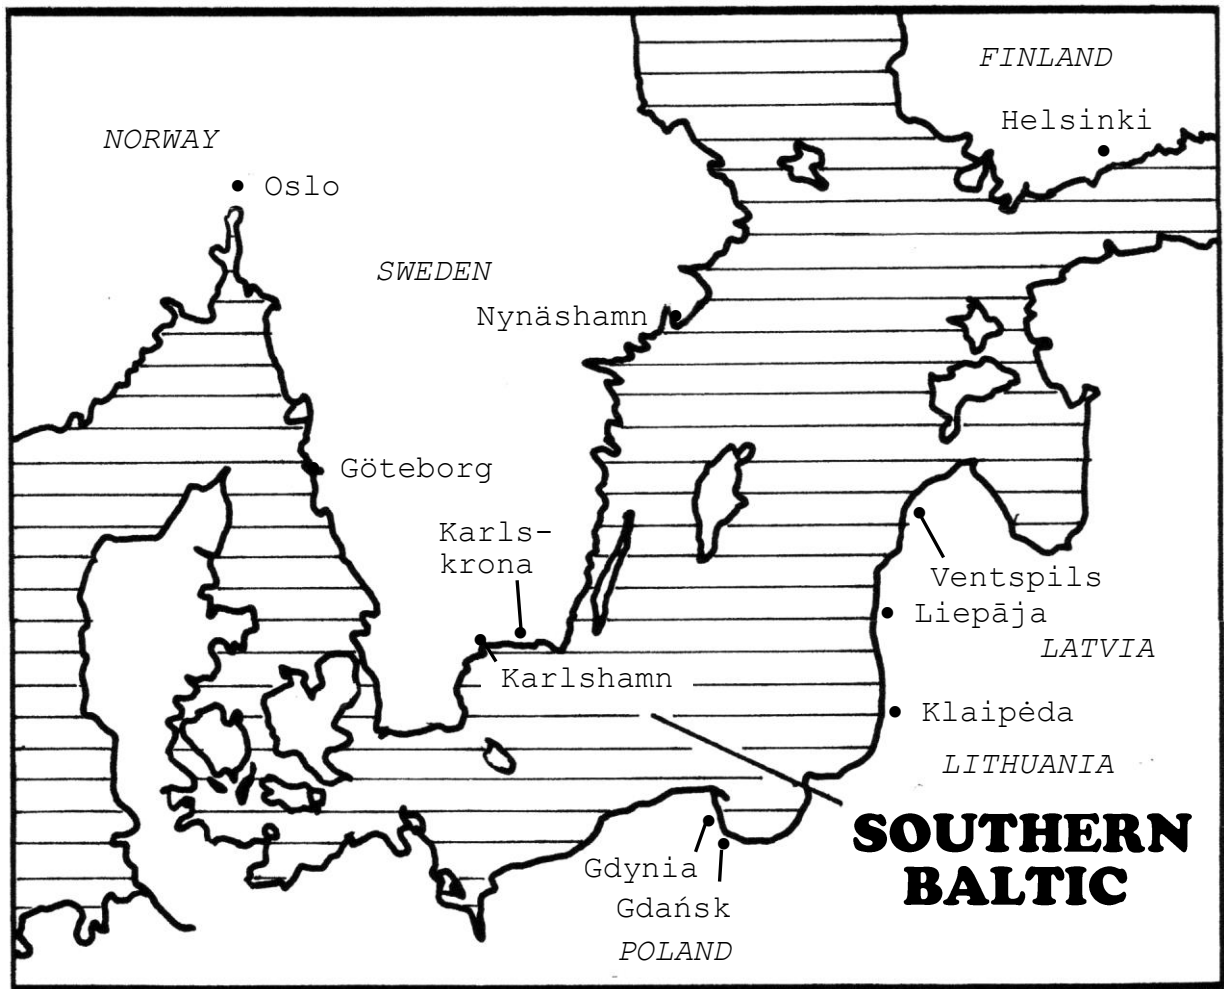 FINLAND
Helsinki
NORWAY
Oslo
SWEDEN
Nynäshamn
Göteborg
Karls-
krona
Ventspils
Liepāja
LATVIA
Karlshamn
Klaipėda
LITHUANIA
SOUTHERN
BALTIC
Gdynia
Gdańsk
POLAND